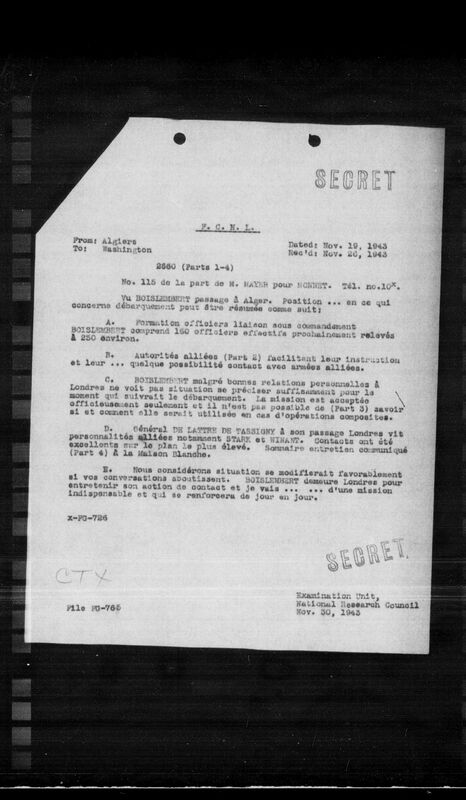 SECRET
F. C. N. L.
From: Algiers
To: Washington
Dated: Nov. 19, 1943
Rec'd: Nov. 26, 1943
2660 (Parts 1-4)
No. 115 de la part de M. MAYER pour MONNET. Tél. no.10x.
Vu BOISLEMBERT passage à Alger. Position ... en ce qui
concerne débarquement peut être résumée comme suit:
A. Formation officiers liaison sous commandement
BOISLEMBERT comprend 160 officiers effectifs prochainement relevés
à 250 environ.
B. Autorités alliées (Part 2) facilitant leur instruction
et leur ... quelque possibilité contact avec armées alliées.
C. BOISLEMBERT malgré bonnes relations personnelles à
Londres ne voit pas situation se préciser suffisamment pour le
moment qui suivrait le débarquement. La mission est acceptée
officieusement seulement et il n'est pas possible de (Part 3) savoir
si et comment elle serait utilisée en cas d'opérations composites.
D. Général DE LATTRE DE TASSIGNY à son passage Londres vit
personnalités alliées notamment STARK et WINANT. Contacts ont été
excellents sur le plan le plus élevé. Sommaire entretien communiqué
(Part 4) à la Maison Blanche.
E. Nous considérons situation se modifierait favorablement
si vos conversations aboutissent. BOISLEMBERT demeure Londres pour
entretenir son action de contact et je vais ... ... d'une mission
indispensable et qui se renforcera de jour en jour.
X-FG-726
SECRET.
CTX
File FG-765
Examination Unit,
National Research Council
Nov. 30, 1943